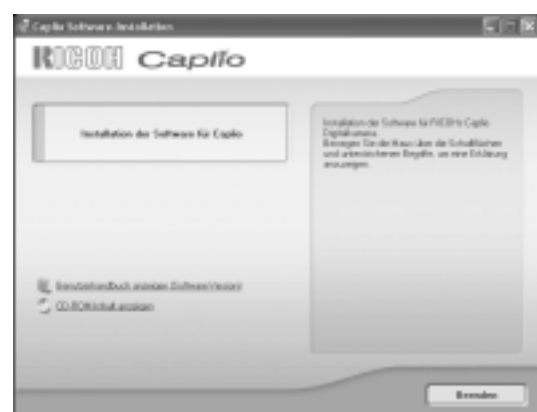 Caplio Software Installation
RICOH Caplio
Installation der Software für Caplio
Installation der Software für RICOH's Caplio
Digitalkamera.
Bewegen Sie die Maus über die Schaltflächen
und unterstrichenen Begriffe, um eine Erklärung
anzuzeigen.
Benutzerhandbuch anzeigen (Software Version)
CD-ROM Inhalt anzeigen
Beenden